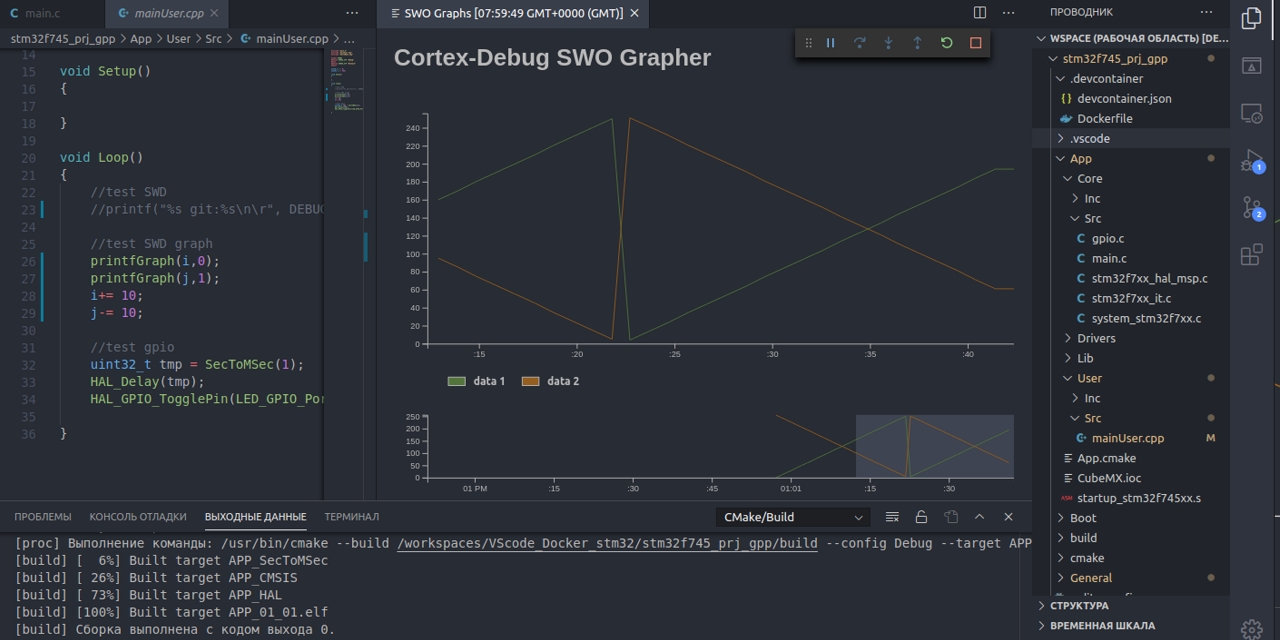 main.c
mainUser.cpp
stm32f745_prj_gpp > App > User > Src > mainUser.cpp > ...
14
15 void Setup()
16 {
17
18 }
19
20 void Loop()
21 {
22 //test SWD
23 //printf("%s git:%s\n\r", DEBUG
24
25 //test SWD graph
26 printfGraph(i,0);
27 printfGraph(j,1);
28 i+= 10;
29 j-= 10;
30
31 //test gpio
32 uint32_t tmp = SecToMSec(1);
33 HAL_Delay(tmp);
34 HAL_GPIO_TogglePin(LED_GPIO_Por
35
36 }
SWO Graphs [07:59:49 GMT+0000 (GMT)]
Cortex-Debug SWO Grapher
240
220
200
180
160
140
120
100
80
60
40
20
0
:15 :20 :25 :30 :35 :40
data 1 data 2
250
200
150
100
50
0
01 PM :15 :30 :45 01:01 :15 :30
ПРОБЛЕМЫ КОНСОЛЬ ОТЛАДКИ ВЫХОДНЫЕ ДАННЫЕ ТЕРМИНАЛ
CMake/Build
[proc] Выполнение команды: /usr/bin/cmake --build /workspaces/VScode_Docker_stm32/stm32f745_prj_gpp/build --config Debug --target APP
[build] [  6%] Built target APP_SecToMSec
[build] [ 26%] Built target APP_CMSIS
[build] [ 73%] Built target APP_HAL
[build] [100%] Built target APP_01_01.elf
[build] Сборка выполнена с кодом выхода 0.
ПРОВОДНИК
WSPACE (РАБОЧАЯ ОБЛАСТЬ) [DE...
stm32f745_prj_gpp
.devcontainer
devcontainer.json
Dockerfile
.vscode
App
Core
Inc
Src
gpio.c
main.c
stm32f7xx_hal_msp.c
stm32f7xx_it.c
system_stm32f7xx.c
Drivers
Lib
User
Inc
Src
mainUser.cpp M
App.cmake
CubeMX.ioc
startup_stm32f745xx.s
Boot
build
cmake
General
СТРУКТУРА
ВРЕМЕННАЯ ШКАЛА
1
2